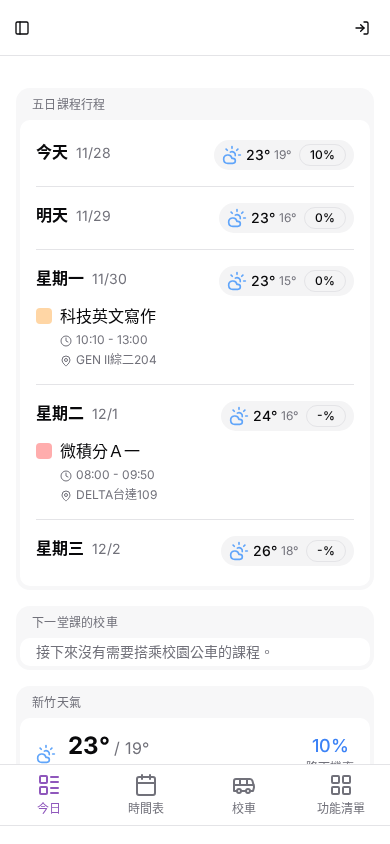 五日課程行程
今天 11/28 23° 19° 10%
明天 11/29 23° 16° 0%
星期一 11/30 23° 15° 0%
科技英文寫作
10:10 - 13:00
GEN II綜二204
星期二 12/1 24° 16° -%
微積分Ａ一
08:00 - 09:50
DELTA台達109
星期三 12/2 26° 18° -%
下一堂課的校車
接下來沒有需要搭乘校園公車的課程。
新竹天氣
23° / 19° 10%
今日 時間表 校車 功能清單